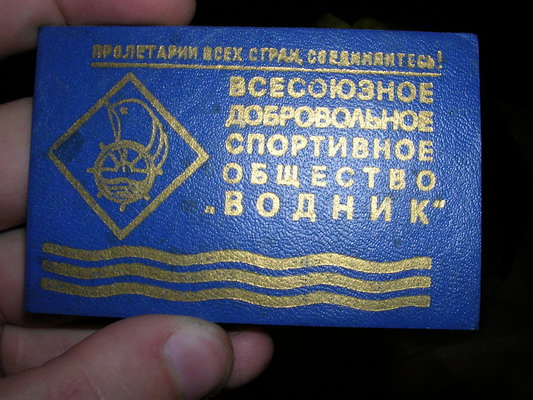 ПРОЛЕТАРИИ ВСЕХ СТРАН, СОЕДИНЯЙТЕСЬ!
ВСЕСОЮЗНОЕ
ДОБРОВОЛЬНОЕ
СПОРТИВНОЕ
ОБЩЕСТВО
„ВОДНИК"